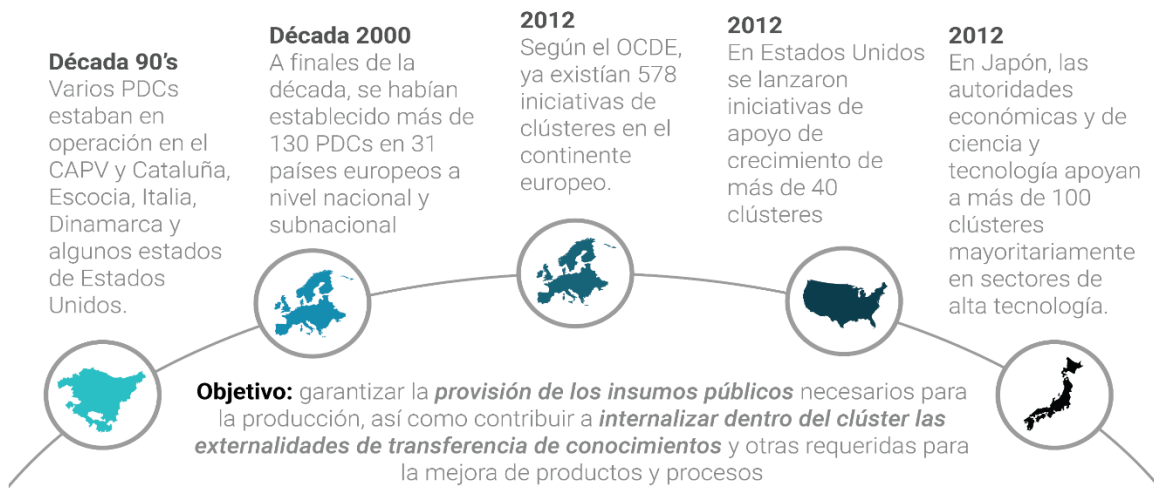 Década 90's
Varios PDCs
estaban en
operación en el
CAPV y Cataluña,
Escocia, Italia,
Dinamarca y
algunos estados
de Estados
Unidos.
Década 2000
A finales de la
década, se habían
establecido más de
130 PDCs en 31
países europeos a
nivel nacional y
subnacional
2012
Según el OCDE,
ya existían 578
iniciativas de
clústeres en el
continente
europeo.
2012
En Estados Unidos
se lanzaron
iniciativas de
apoyo de
crecimiento de
más de 40
clústeres
2012
En Japón, las
autoridades
económicas y de
ciencia y
tecnología apoyan
a más de 100
clústeres
mayoritariamente
en sectores de
alta tecnología.
Objetivo: garantizar la provisión de los insumos públicos necesarios para
la producción, así como contribuir a internalizar dentro del clúster las
externalidades de transferencia de conocimientos y otras requeridas para
la mejora de productos y procesos